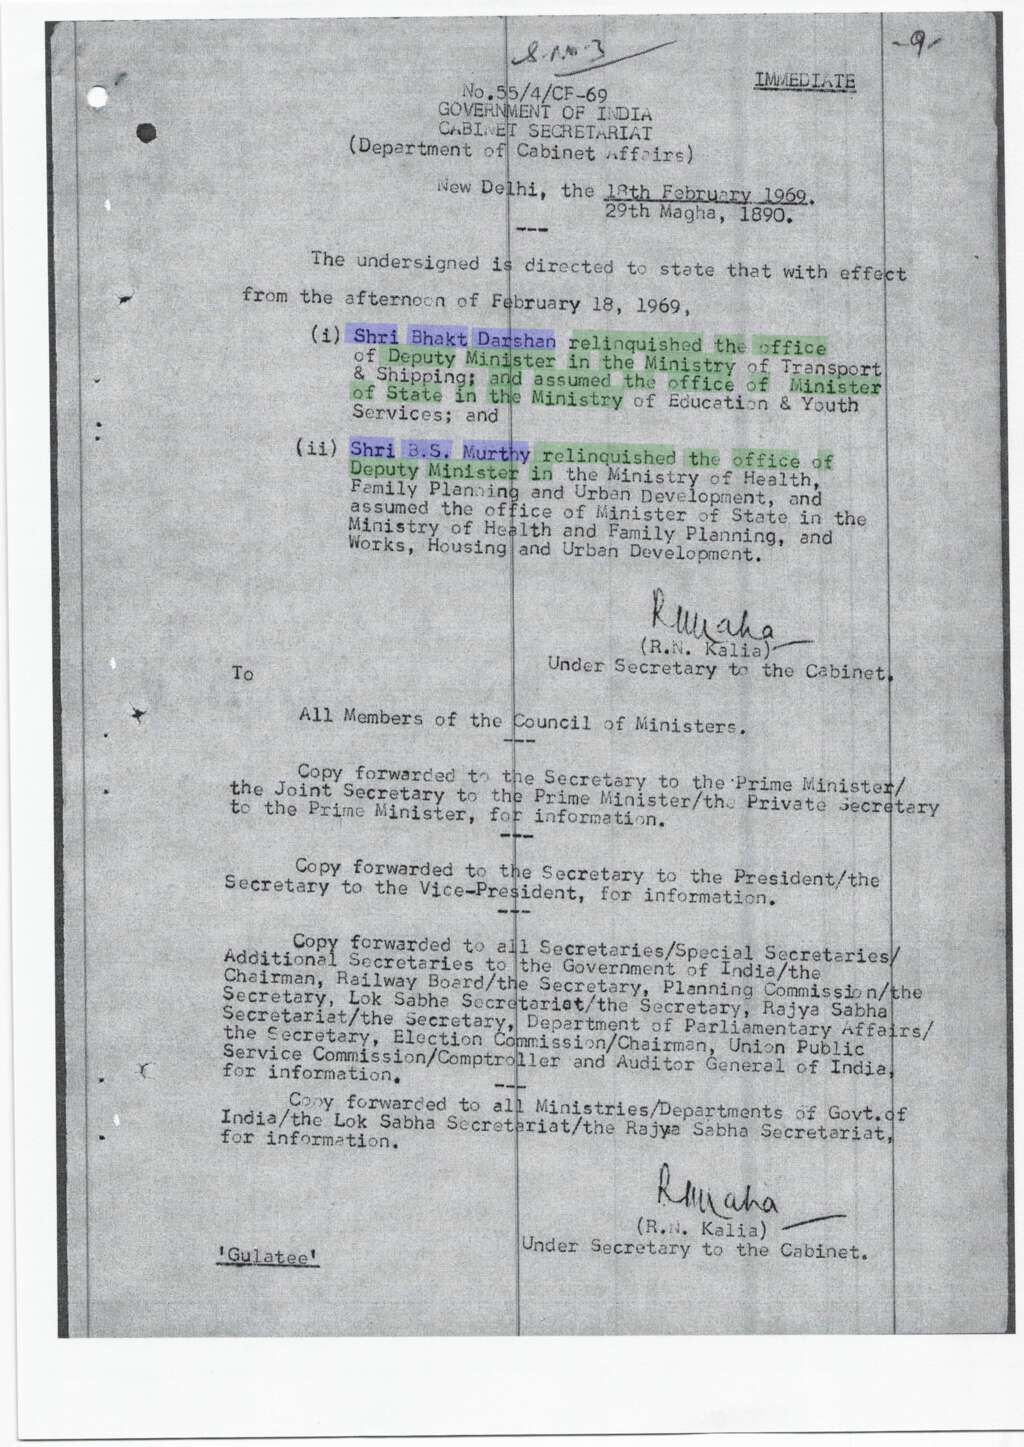 S.No.3
-9-
IMMEDIATE
No.55/4/CF-69
GOVERNMENT OF INDIA
CABINET SECRETARIAT
(Department of Cabinet Affairs)
New Delhi, the 18th February 1969.
29th Magha, 1890.
The undersigned is directed to state that with effect
from the afternoon of February 18, 1969,
(i) Shri Bhakt Darshan relinquished the office
of Deputy Minister in the Ministry of Transport
& Shipping; and assumed the office of Minister
of State in the Ministry of Education & Youth
Services; and
(ii) Shri B.S. Murthy relinquished the office of
Deputy Minister in the Ministry of Health,
Family Planning and Urban Development, and
assumed the office of Minister of State in the
Ministry of Health and Family Planning, and
Works, Housing and Urban Development.
(R.N. Kalia)
Under Secretary to the Cabinet.
To
All Members of the Council of Ministers.
Copy forwarded to the Secretary to the Prime Minister/
the Joint Secretary to the Prime Minister/the Private Secretary
to the Prime Minister, for information.
Copy forwarded to the Secretary to the President/the
Secretary to the Vice-President, for information.
Copy forwarded to all Secretaries/Special Secretaries/
Additional Secretaries to the Government of India/the
Chairman, Railway Board/the Secretary, Planning Commission/the
Secretary, Lok Sabha Secretariat/the Secretary, Rajya Sabha
Secretariat/the Secretary, Department of Parliamentary Affairs/
the Secretary, Election Commission/Chairman, Union Public
Service Commission/Comptroller and Auditor General of India,
for information.
Copy forwarded to all Ministries/Departments of Govt.of
India/the Lok Sabha Secretariat/the Rajya Sabha Secretariat,
for information.
(R.N. Kalia)
Under Secretary to the Cabinet.
'Gulatee'